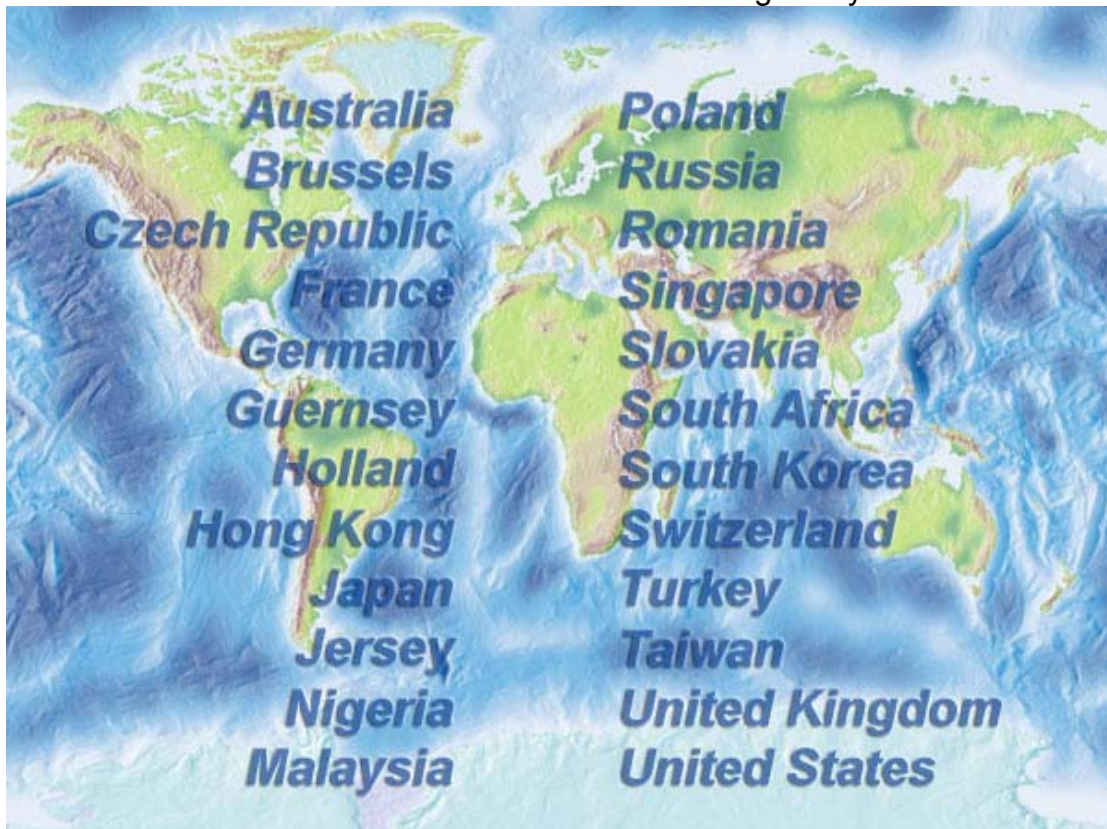 Australia
Brussels
Czech Republic
France
Germany
Guernsey
Holland
Hong Kong
Japan
Jersey
Nigeria
Malaysia
Poland
Russia
Romania
Singapore
Slovakia
South Africa
South Korea
Switzerland
Turkey
Taiwan
United Kingdom
United States